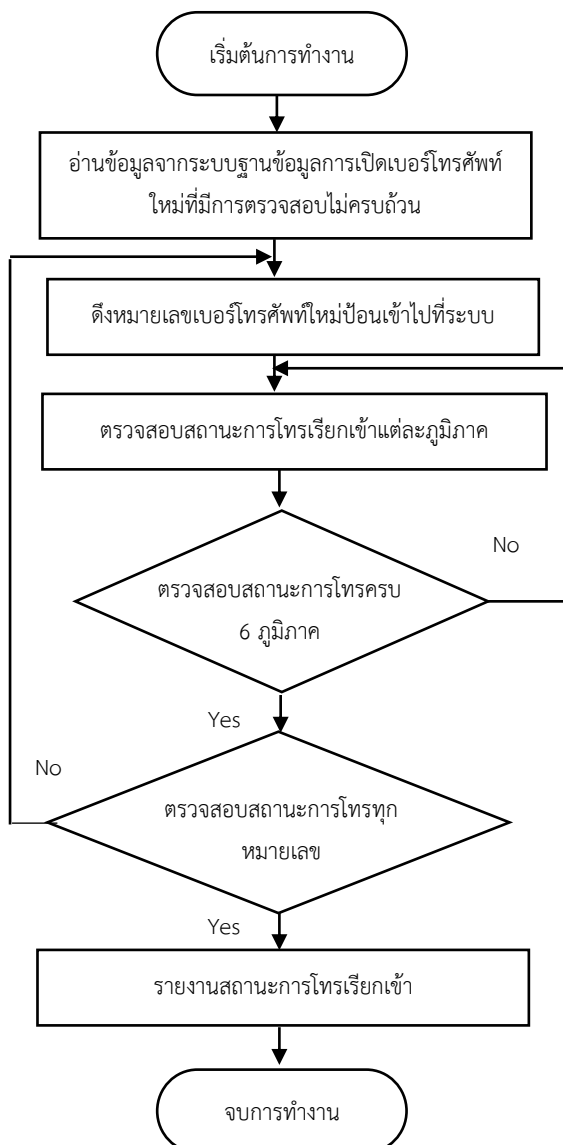 เริ่มต้นการทำงาน
อ่านข้อมูลจากระบบฐานข้อมูลการเปิดเบอร์โทรศัพท์
ใหม่ที่มีการตรวจสอบไม่ครบถ้วน
ดึงหมายเลขเบอร์โทรศัพท์ใหม่ป้อนเข้าไปที่ระบบ
ตรวจสอบสถานะการโทรเรียกเข้าแต่ละภูมิภาค
No
ตรวจสอบสถานะการโทรครบ
6 ภูมิภาค
Yes
No
ตรวจสอบสถานะการโทรทุก
หมายเลข
Yes
รายงานสถานะการโทรเรียกเข้า
จบการทำงาน